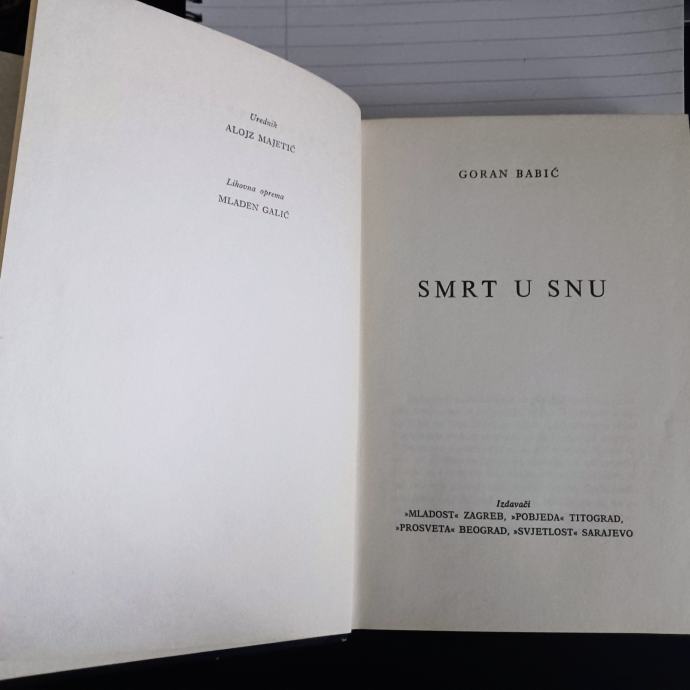 Urednik
ALOJZ MAJETIĆ
Likovna oprema
MLADEN GALIĆ
GORAN BABIĆ
SMRT U SNU
Izdavači
»MLADOST« ZAGREB, »POBJEDA« TITOGRAD,
»PROSVETA« BEOGRAD, »SVJETLOST« SARAJEVO